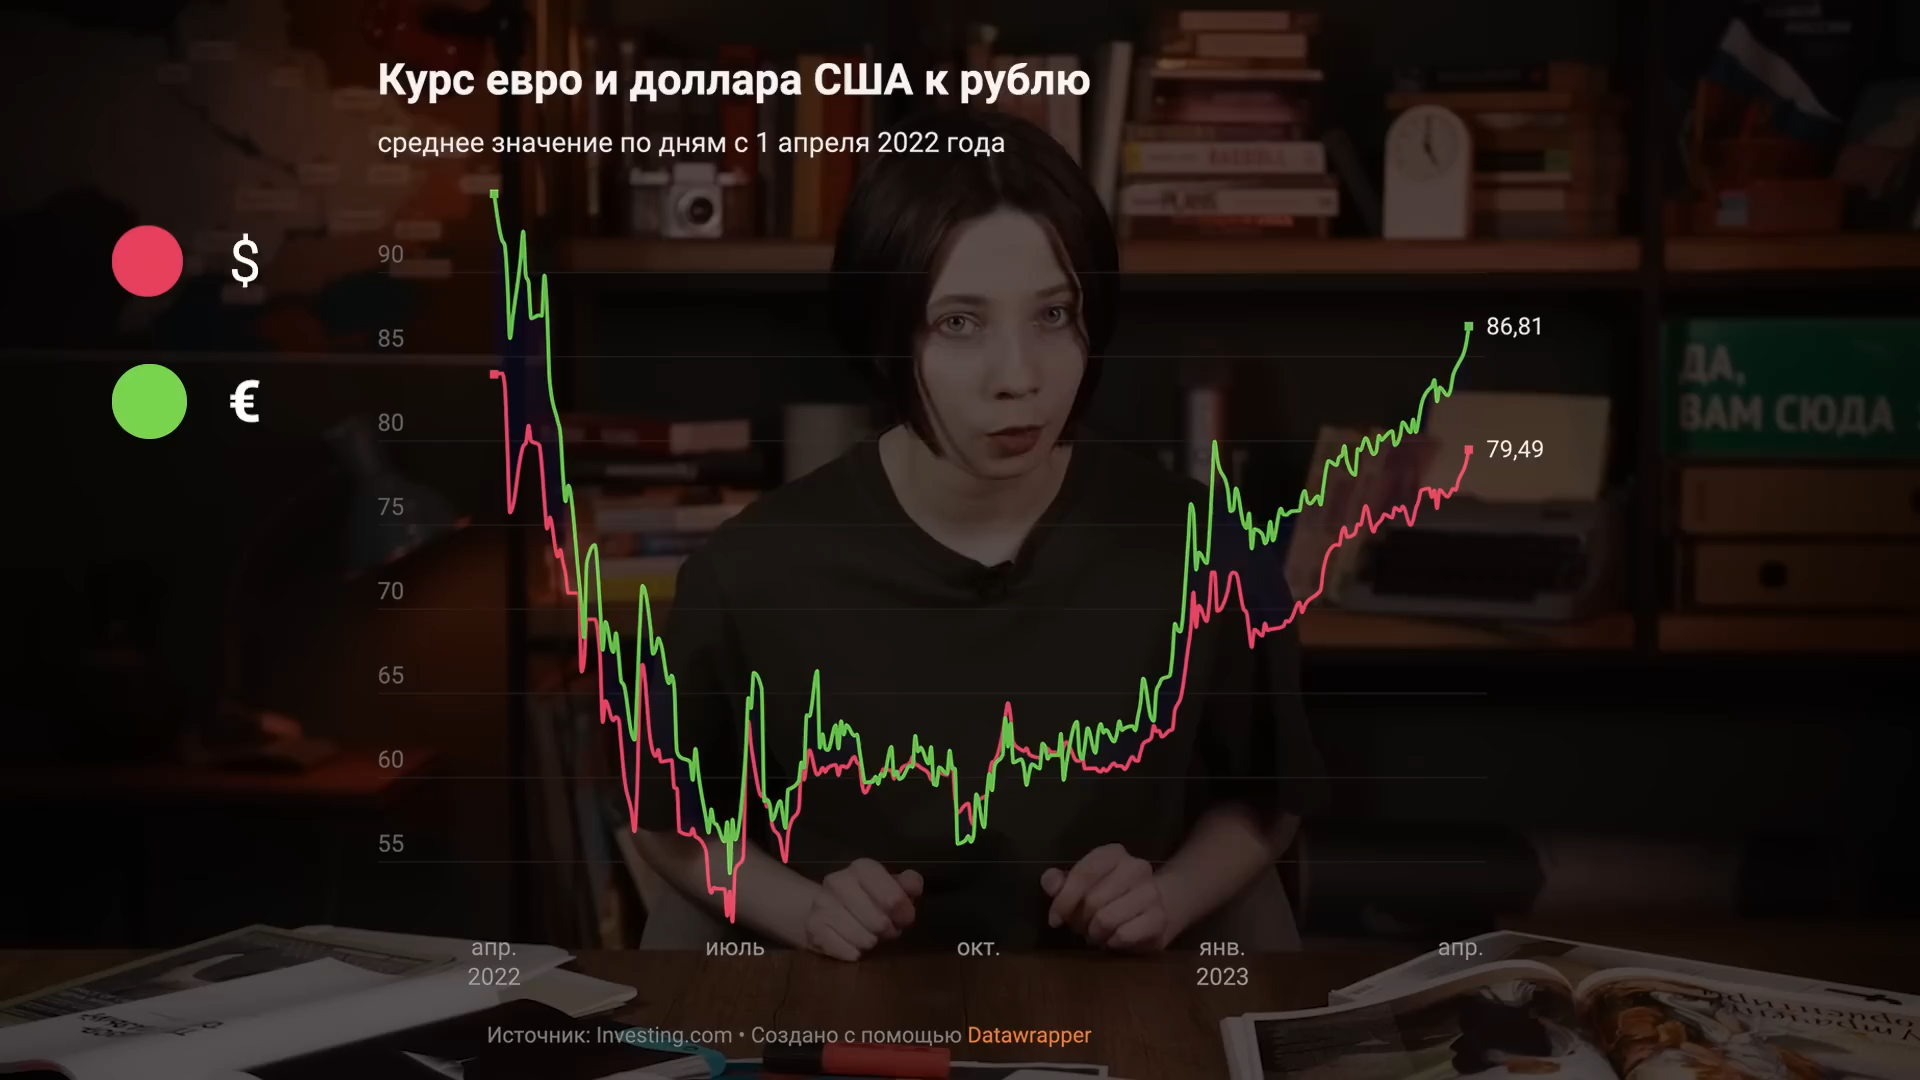 Курс евро и доллара США к рублю
среднее значение по дням с 1 апреля 2022 года
$
€
90
85
80
75
70
65
60
55
86,81
79,49
ДА,
ВАМ СЮДА
апр.
2022
июль
окт.
янв.
2023
апр.
Источник: Investing.com • Создано с помощью Datawrapper